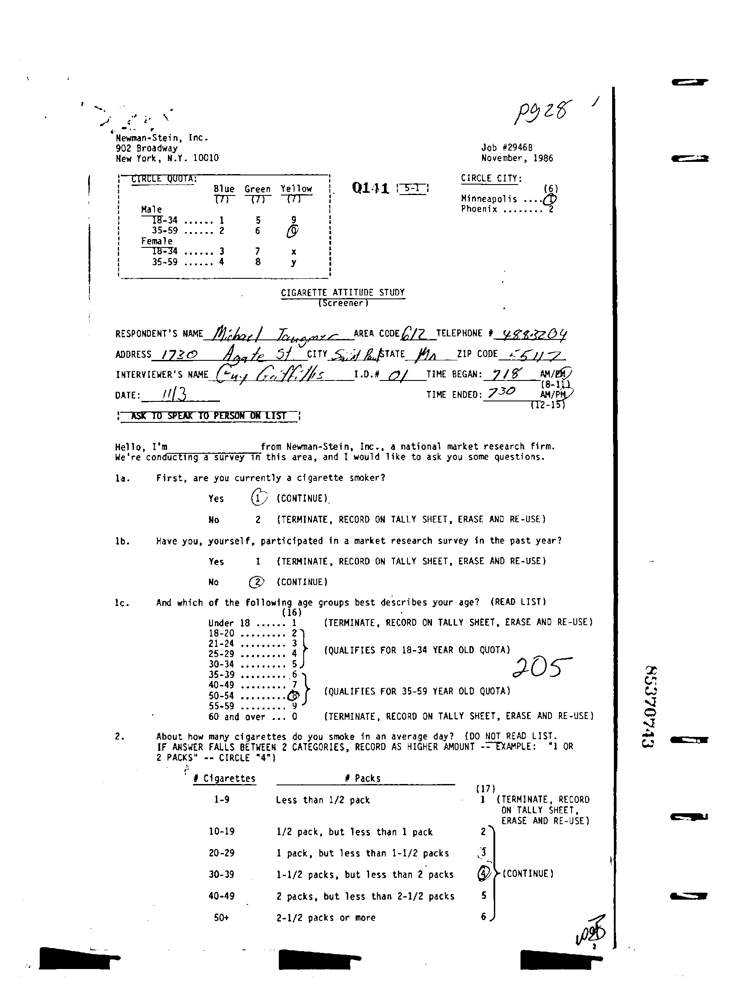 pg 28
Newman-Stein, Inc.
902 Broadway
New York, N.Y. 10010
Job #2946B
November, 1986
CIRCLE QUOTA:
Blue Green Yellow
(7) (7) (7)
Male
18-34 ...... 1 5 9
35-59 ...... 2 6 0
Female
18-34 ...... 3 7 x
35-59 ...... 4 8 y
0141 5-1
CIRCLE CITY:
(6)
Minneapolis .... 1
Phoenix ........ 2
CIGARETTE ATTITUDE STUDY
(Screener)
RESPONDENT'S NAME Michael AREA CODE 612 TELEPHONE # 4883204
ADDRESS 1730 Agate St CITY Saint Paul STATE Mn ZIP CODE 55117
INTERVIEWER'S NAME Guy Griffiths I.D.# 01 TIME BEGAN: 718 AM/PM
(8-11)
DATE: 11/3 TIME ENDED: 730 AM/PM
(12-15)
ASK TO SPEAK TO PERSON ON LIST
Hello, I'm from Newman-Stein, Inc., a national market research firm.
We're conducting a survey in this area, and I would like to ask you some questions.
1a. First, are you currently a cigarette smoker?
Yes 1 (CONTINUE)
No 2 (TERMINATE, RECORD ON TALLY SHEET, ERASE AND RE-USE)
1b. Have you, yourself, participated in a market research survey in the past year?
Yes 1 (TERMINATE, RECORD ON TALLY SHEET, ERASE AND RE-USE)
No 2 (CONTINUE)
1c. And which of the following age groups best describes your age? (READ LIST)
(16)
Under 18 ...... 1 (TERMINATE, RECORD ON TALLY SHEET, ERASE AND RE-USE)
18-20 ......... 2
21-24 ......... 3
25-29 ......... 4 (QUALIFIES FOR 18-34 YEAR OLD QUOTA)
30-34 ......... 5
205
35-39 ......... 6
40-49 ......... 7
50-54 ......... 8 (QUALIFIES FOR 35-59 YEAR OLD QUOTA)
55-59 ......... 9
60 and over ... 0 (TERMINATE, RECORD ON TALLY SHEET, ERASE AND RE-USE)
2. About how many cigarettes do you smoke in an average day? (DO NOT READ LIST.
IF ANSWER FALLS BETWEEN 2 CATEGORIES, RECORD AS HIGHER AMOUNT -- EXAMPLE: "1 OR
2 PACKS" -- CIRCLE "4")
# Cigarettes # Packs
(17)
1-9 Less than 1/2 pack 1 (TERMINATE, RECORD
ON TALLY SHEET,
ERASE AND RE-USE)
10-19 1/2 pack, but less than 1 pack 2
20-29 1 pack, but less than 1-1/2 packs 3
30-39 1-1/2 packs, but less than 2 packs 4 (CONTINUE)
40-49 2 packs, but less than 2-1/2 packs 5
50+ 2-1/2 packs or more 6
85370743